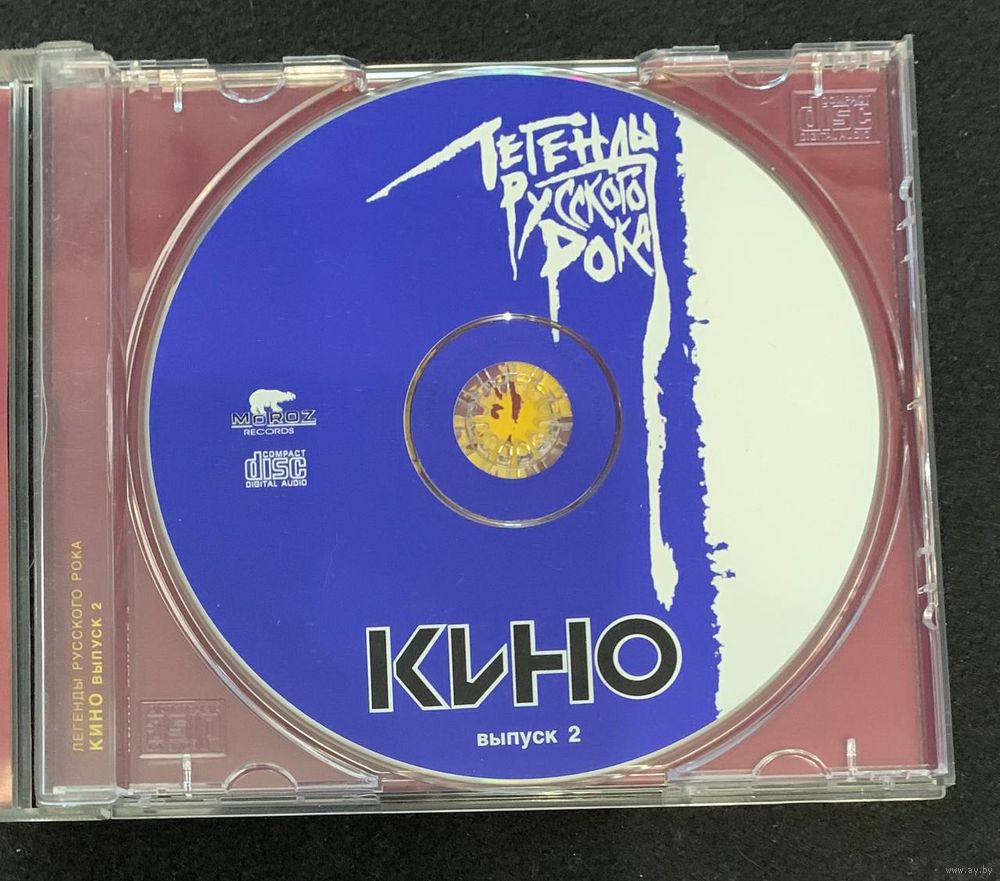 ЛЕГЕНДЫ
РУССКОГО
РОКА
MOROZ
RECORDS
COMPACT
disc
DIGITAL AUDIO
КИНО
выпуск 2
ЛЕГЕНДЫ РУССКОГО РОКА
КИНО ВЫПУСК 2
COMPACT
disc
DIGITAL AUDIO
www.ay.by